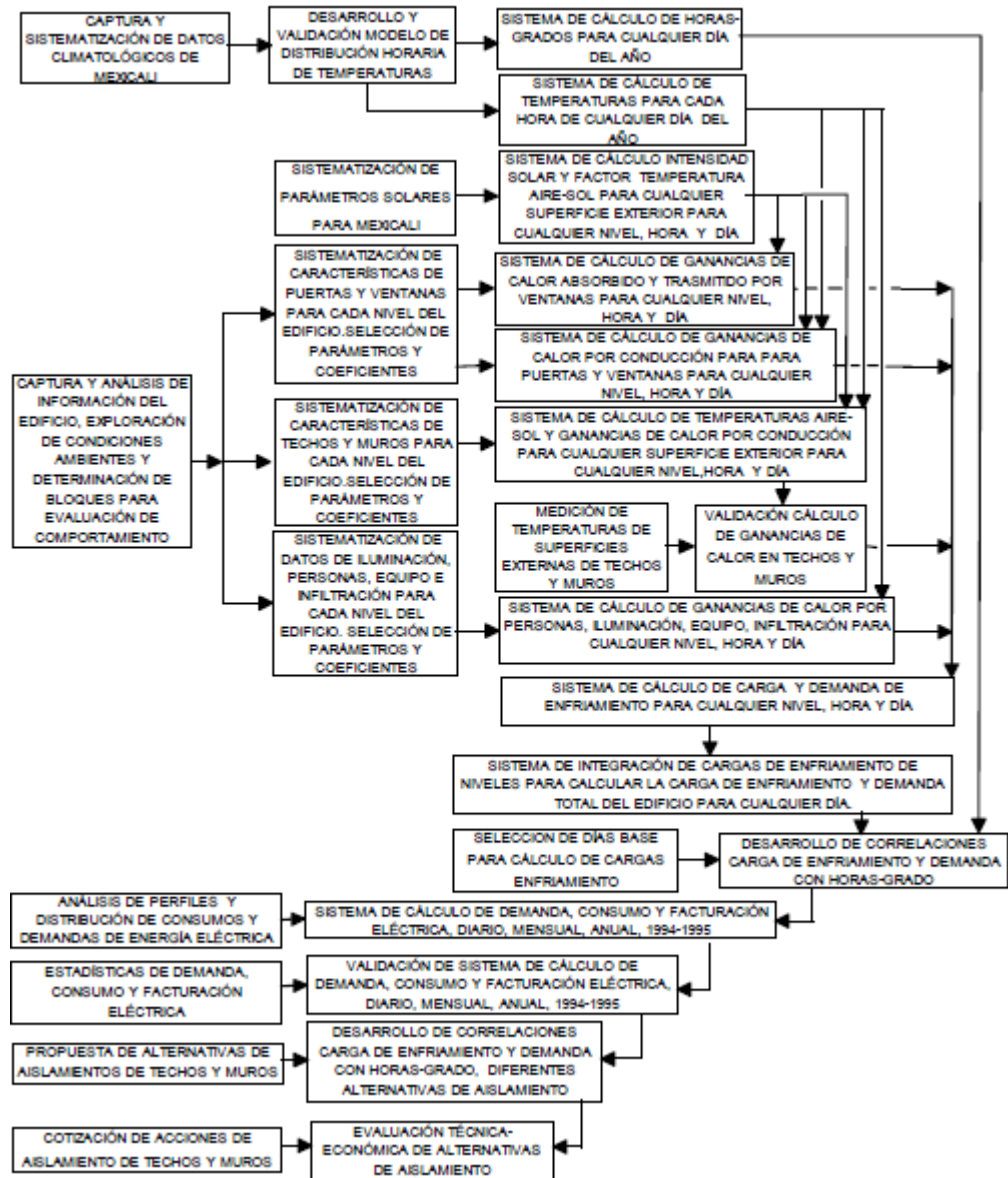 CAPTURA Y
SISTEMATIZACIÓN DE DATOS
CLIMATOLÓGICOS DE
MEXICALI
DESARROLLO Y
VALIDACIÓN MODELO DE
DISTRIBUCIÓN HORARIA
DE TEMPERATURAS
SISTEMA DE CÁLCULO DE HORAS-
GRADOS PARA CUALQUIER DÍA
DEL AÑO
SISTEMA DE CÁLCULO DE
TEMPERATURAS PARA CADA
HORA DE CUALQUIER DÍA DEL
AÑO
SISTEMATIZACIÓN DE
PARÁMETROS SOLARES
PARA MEXICALI
SISTEMA DE CÁLCULO INTENSIDAD
SOLAR Y FACTOR TEMPERATURA
AIRE-SOL PARA CUALQUIER
SUPERFICIE EXTERIOR PARA
CUALQUIER NIVEL, HORA Y DÍA
SISTEMATIZACIÓN DE
CARACTERÍSTICAS DE
PUERTAS Y VENTANAS
PARA CADA NIVEL DEL
EDIFICIO.SELECCIÓN DE
PARÁMETROS Y
COEFICIENTES
SISTEMA DE CÁLCULO DE GANANCIAS DE
CALOR ABSORBIDO Y TRASMITIDO POR
VENTANAS PARA CUALQUIER NIVEL,
HORA Y DÍA
SISTEMA DE CÁLCULO DE GANANCIAS DE
CALOR POR CONDUCCIÓN PARA PARA
PUERTAS Y VENTANAS PARA CUALQUIER
NIVEL, HORA Y DÍA
CAPTURA Y ANÁLISIS DE
INFORMACIÓN DEL
EDIFICIO, EXPLORACIÓN
DE CONDICIONES
AMBIENTES Y
DETERMINACIÓN DE
BLOQUES PARA
EVALUACIÓN DE
COMPORTAMIENTO
SISTEMATIZACIÓN DE
CARACTERÍSTICAS DE
TECHOS Y MUROS PARA
CADA NIVEL DEL
EDIFICIO.SELECCIÓN DE
PARÁMETROS Y
COEFICIENTES
SISTEMA DE CÁLCULO DE TEMPERATURAS AIRE-
SOL Y GANANCIAS DE CALOR POR CONDUCCIÓN
PARA CUALQUIER SUPERFICIE EXTERIOR PARA
CUALQUIER NIVEL,HORA Y DÍA
MEDICIÓN DE
TEMPERATURAS DE
SUPERFICIES
EXTERNAS DE TECHOS
Y MUROS
VALIDACIÓN CÁLCULO
DE GANANCIAS DE
CALOR EN TECHOS Y
MUROS
SISTEMATIZACIÓN DE
DATOS DE ILUMINACIÓN,
PERSONAS, EQUIPO E
INFILTRACIÓN PARA
CADA NIVEL DEL
EDIFICIO. SELECCIÓN DE
PARÁMETROS Y
COEFICIENTES
SISTEMA DE CÁLCULO DE GANANCIAS DE CALOR POR
PERSONAS, ILUMINACIÓN, EQUIPO, INFILTRACIÓN PARA
CUALQUIER NIVEL, HORA Y DÍA
SISTEMA DE CÁLCULO DE CARGA Y DEMANDA DE
ENFRIAMIENTO PARA CUALQUIER NIVEL, HORA Y DÍA
SISTEMA DE INTEGRACIÓN DE CARGAS DE ENFRIAMIENTO DE
NIVELES PARA CALCULAR LA CARGA DE ENFRIAMIENTO Y DEMANDA
TOTAL DEL EDIFICIO PARA CUALQUIER DÍA.
SELECCION DE DÍAS BASE
PARA CÁLCULO DE CARGAS
ENFRIAMIENTO
DESARROLLO DE CORRELACIONES
CARGA DE ENFRIAMIENTO Y DEMANDA
CON HORAS-GRADO
ANÁLISIS DE PERFILES Y
DISTRIBUCIÓN DE CONSUMOS Y
DEMANDAS DE ENERGÍA ELÉCTRICA
SISTEMA DE CÁLCULO DE DEMANDA, CONSUMO Y FACTURACIÓN
ELÉCTRICA, DIARIO, MENSUAL, ANUAL, 1994-1995
ESTADÍSTICAS DE DEMANDA,
CONSUMO Y FACTURACIÓN
ELÉCTRICA
VALIDACIÓN DE SISTEMA DE CÁLCULO DE
DEMANDA, CONSUMO Y FACTURACIÓN ELÉCTRICA,
DIARIO, MENSUAL, ANUAL, 1994-1995
PROPUESTA DE ALTERNATIVAS DE
AISLAMIENTOS DE TECHOS Y MUROS
DESARROLLO DE CORRELACIONES
CARGA DE ENFRIAMIENTO Y DEMANDA
CON HORAS-GRADO, DIFERENTES
ALTERNATIVAS DE AISLAMIENTO
COTIZACIÓN DE ACCIONES DE
AISLAMIENTO DE TECHOS Y MUROS
EVALUACIÓN TÉCNICA-
ECONÓMICA DE ALTERNATIVAS
DE AISLAMIENTO